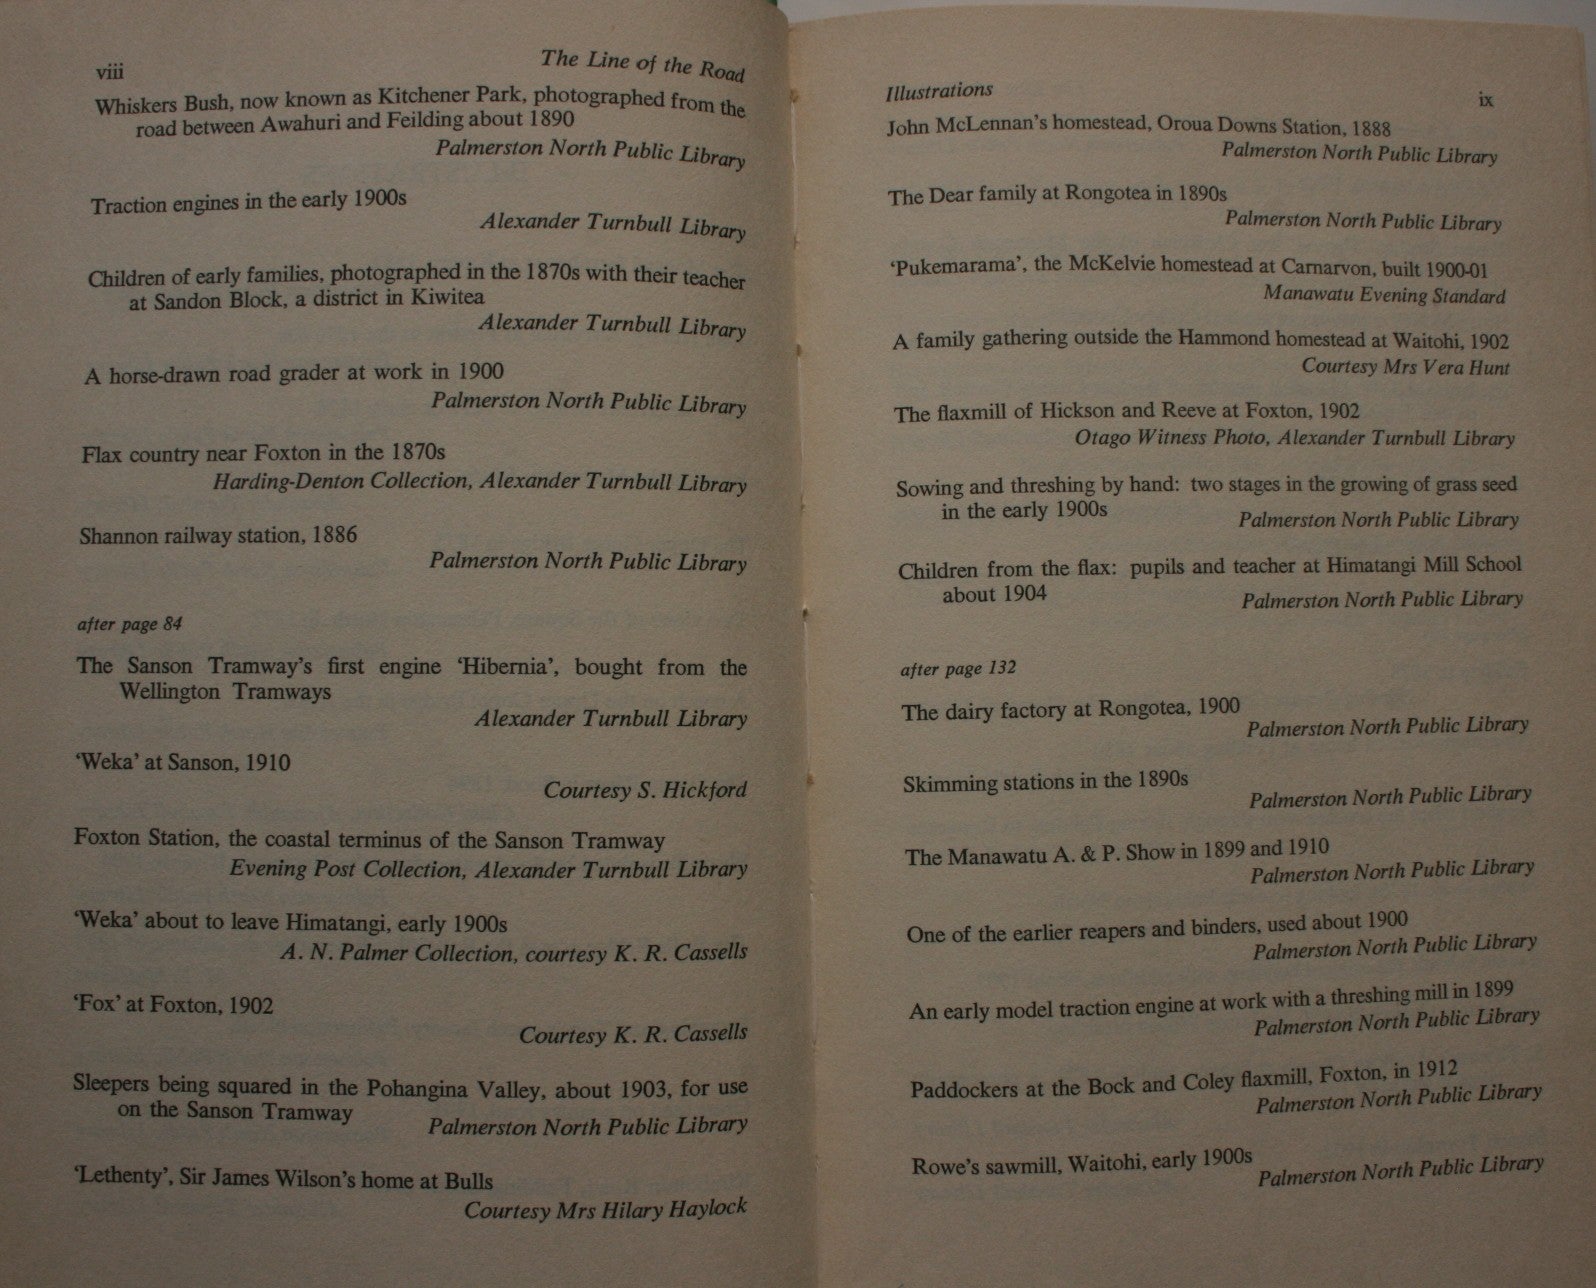 viii
The Line of the Road
Whiskers Bush, now known as Kitchener Park, photographed from the
road between Awahuri and Feilding about 1890
Palmerston North Public Library
Traction engines in the early 1900s
Alexander Turnbull Library
Children of early families, photographed in the 1870s with their teacher
at Sandon Block, a district in Kiwitea
Alexander Turnbull Library
A horse-drawn road grader at work in 1900
Palmerston North Public Library
Flax country near Foxton in the 1870s
Harding-Denton Collection, Alexander Turnbull Library
Shannon railway station, 1886
Palmerston North Public Library
after page 84
The Sanson Tramway's first engine ‘Hibernia’, bought from the
Wellington Tramways
Alexander Turnbull Library
‘Weka’ at Sanson, 1910
Courtesy S. Hickford
Foxton Station, the coastal terminus of the Sanson Tramway
Evening Post Collection, Alexander Turnbull Library
‘Weka’ about to leave Himatangi, early 1900s
A. N. Palmer Collection, courtesy K. R. Cassells
‘Fox’ at Foxton, 1902
Courtesy K. R. Cassells
Sleepers being squared in the Pohangina Valley, about 1903, for use
on the Sanson Tramway
Palmerston North Public Library
‘Lethenty’, Sir James Wilson's home at Bulls
Courtesy Mrs Hilary Haylock
Illustrations
ix
John McLennan's homestead, Oroua Downs Station, 1888
Palmerston North Public Library
The Dear family at Rongotea in 1890s
Palmerston North Public Library
‘Pukemarama’, the McKelvie homestead at Carnarvon, built 1900-01
Manawatu Evening Standard
A family gathering outside the Hammond homestead at Waitohi, 1902
Courtesy Mrs Vera Hunt
The flaxmill of Hickson and Reeve at Foxton, 1902
Otago Witness Photo, Alexander Turnbull Library
Sowing and threshing by hand: two stages in the growing of grass seed
in the early 1900s
Palmerston North Public Library
Children from the flax: pupils and teacher at Himatangi Mill School
about 1904
Palmerston North Public Library
after page 132
The dairy factory at Rongotea, 1900
Palmerston North Public Library
Skimming stations in the 1890s
Palmerston North Public Library
The Manawatu A. & P. Show in 1899 and 1910
Palmerston North Public Library
One of the earlier reapers and binders, used about 1900
Palmerston North Public Library
An early model traction engine at work with a threshing mill in 1899
Palmerston North Public Library
Paddockers at the Bock and Coley flaxmill, Foxton, in 1912
Palmerston North Public Library
Rowe's sawmill, Waitohi, early 1900s
Palmerston North Public Library